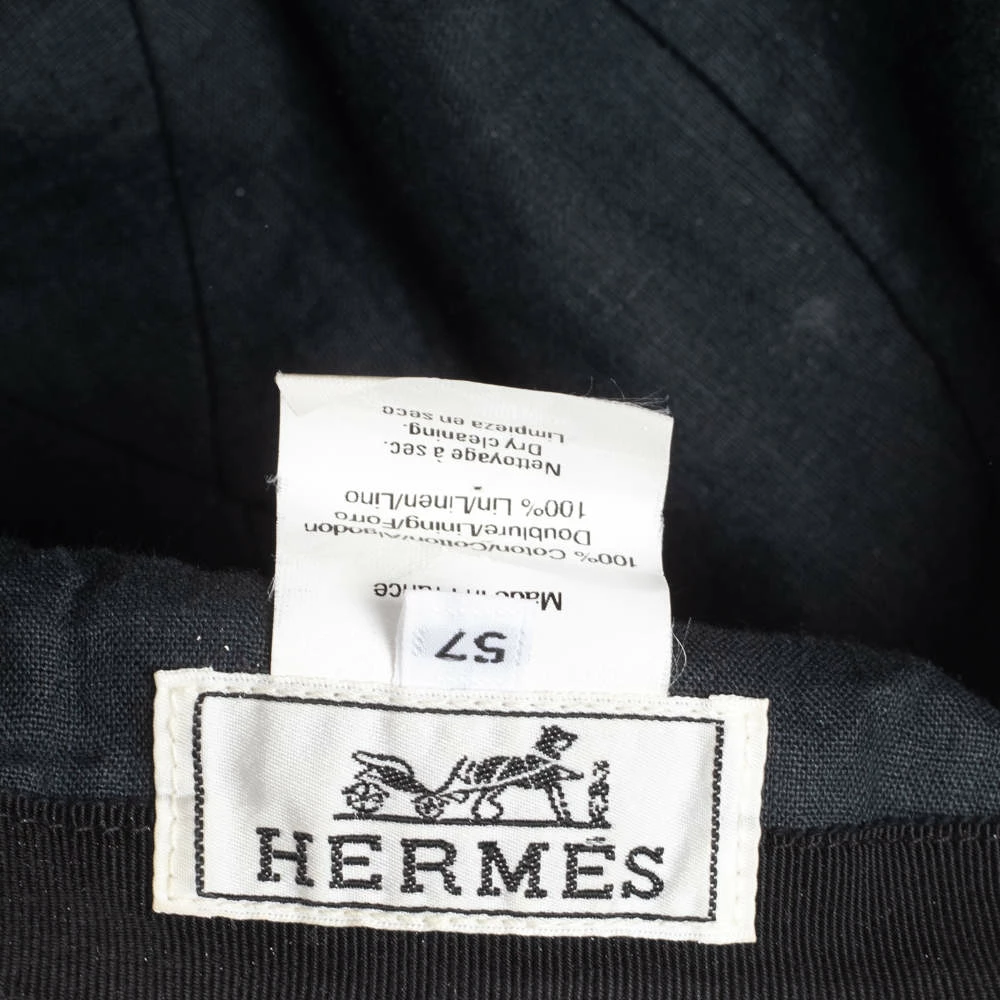 Made in France
100% Coton/Cotton/Algodon
Doublure/Lining/Forro
100% Lin/Linen/Lino
Nettoyage à sec.
Dry cleaning.
Limpieza en seco
57
HERMÈS